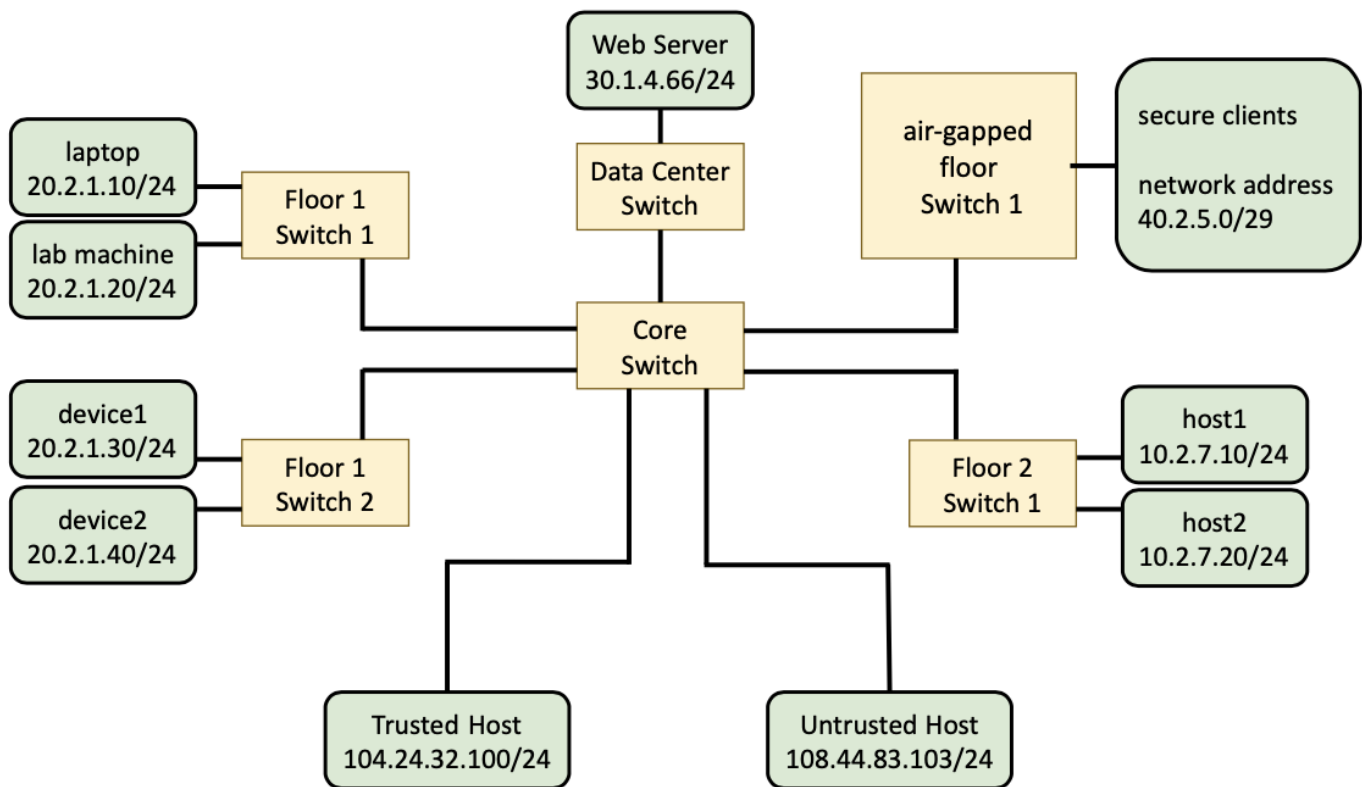 Web Server
30.1.4.66/24
laptop
20.2.1.10/24
lab machine
20.2.1.20/24
Floor 1
Switch 1
Data Center
Switch
air-gapped
floor
Switch 1
secure clients
network address
40.2.5.0/29
Core
Switch
device1
20.2.1.30/24
device2
20.2.1.40/24
Floor 1
Switch 2
Floor 2
Switch 1
host1
10.2.7.10/24
host2
10.2.7.20/24
Trusted Host
104.24.32.100/24
Untrusted Host
108.44.83.103/24